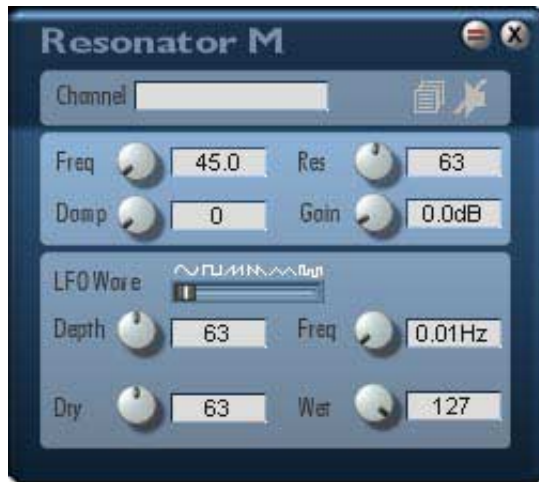 Resonator M
Channel
Freq 45.0 Res 63
Damp 0 Gain 0.0dB
LFO Wave
Depth 63 Freq 0.01Hz
Dry 63 Wet 127